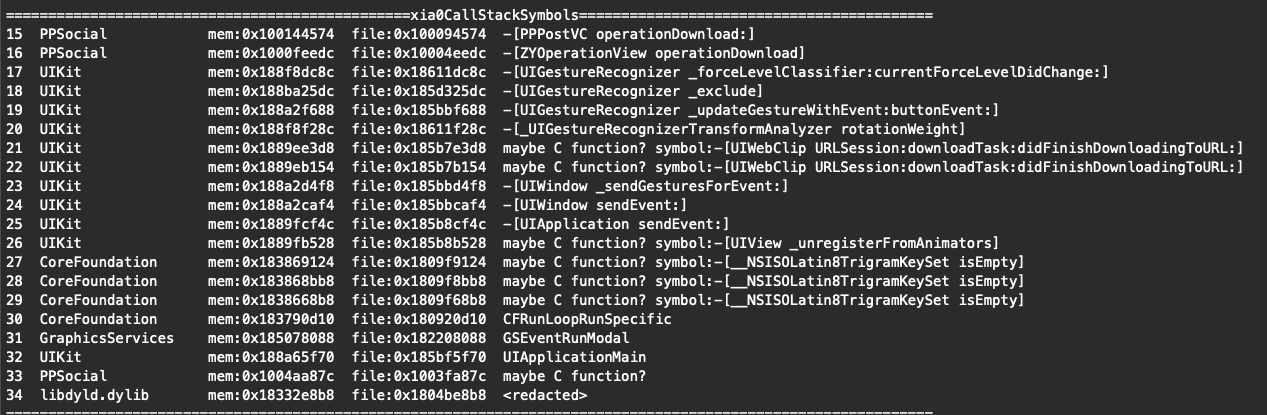 ================================================xia0CallStackSymbols==========================================
15  PPSocial            mem:0x100144574  file:0x100094574  -[PPPostVC operationDownload:]
16  PPSocial            mem:0x1000feedc  file:0x10004eedc  -[ZYOperationView operationDownload]
17  UIKit               mem:0x188f8dc8c  file:0x18611dc8c  -[UIGestureRecognizer _forceLevelClassifier:currentForceLevelDidChange:]
18  UIKit               mem:0x188ba25dc  file:0x185d325dc  -[UIGestureRecognizer _exclude]
19  UIKit               mem:0x188a2f688  file:0x185bbf688  -[UIGestureRecognizer _updateGestureWithEvent:buttonEvent:]
20  UIKit               mem:0x188f8f28c  file:0x18611f28c  -[_UIGestureRecognizerTransformAnalyzer rotationWeight]
21  UIKit               mem:0x1889ee3d8  file:0x185b7e3d8  maybe C function? symbol:-[UIWebClip URLSession:downloadTask:didFinishDownloadingToURL:]
22  UIKit               mem:0x1889eb154  file:0x185b7b154  maybe C function? symbol:-[UIWebClip URLSession:downloadTask:didFinishDownloadingToURL:]
23  UIKit               mem:0x188a2d4f8  file:0x185bbd4f8  -[UIWindow _sendGesturesForEvent:]
24  UIKit               mem:0x188a2caf4  file:0x185bbcaf4  -[UIWindow sendEvent:]
25  UIKit               mem:0x1889fcf4c  file:0x185b8cf4c  -[UIApplication sendEvent:]
26  UIKit               mem:0x1889fb528  file:0x185b8b528  maybe C function? symbol:-[UIView _unregisterFromAnimators]
27  CoreFoundation      mem:0x183869124  file:0x1809f9124  maybe C function? symbol:-[__NSISOLatin8TrigramKeySet isEmpty]
28  CoreFoundation      mem:0x183868bb8  file:0x1809f8bb8  maybe C function? symbol:-[__NSISOLatin8TrigramKeySet isEmpty]
29  CoreFoundation      mem:0x1838668b8  file:0x1809f68b8  maybe C function? symbol:-[__NSISOLatin8TrigramKeySet isEmpty]
30  CoreFoundation      mem:0x183790d10  file:0x180920d10  CFRunLoopRunSpecific
31  GraphicsServices    mem:0x185078088  file:0x182208088  GSEventRunModal
32  UIKit               mem:0x188a65f70  file:0x185bf5f70  UIApplicationMain
33  PPSocial            mem:0x1004aa87c  file:0x1003fa87c  maybe C function?
34  libdyld.dylib       mem:0x18332e8b8  file:0x1804be8b8  <redacted>
==============================================================================================================